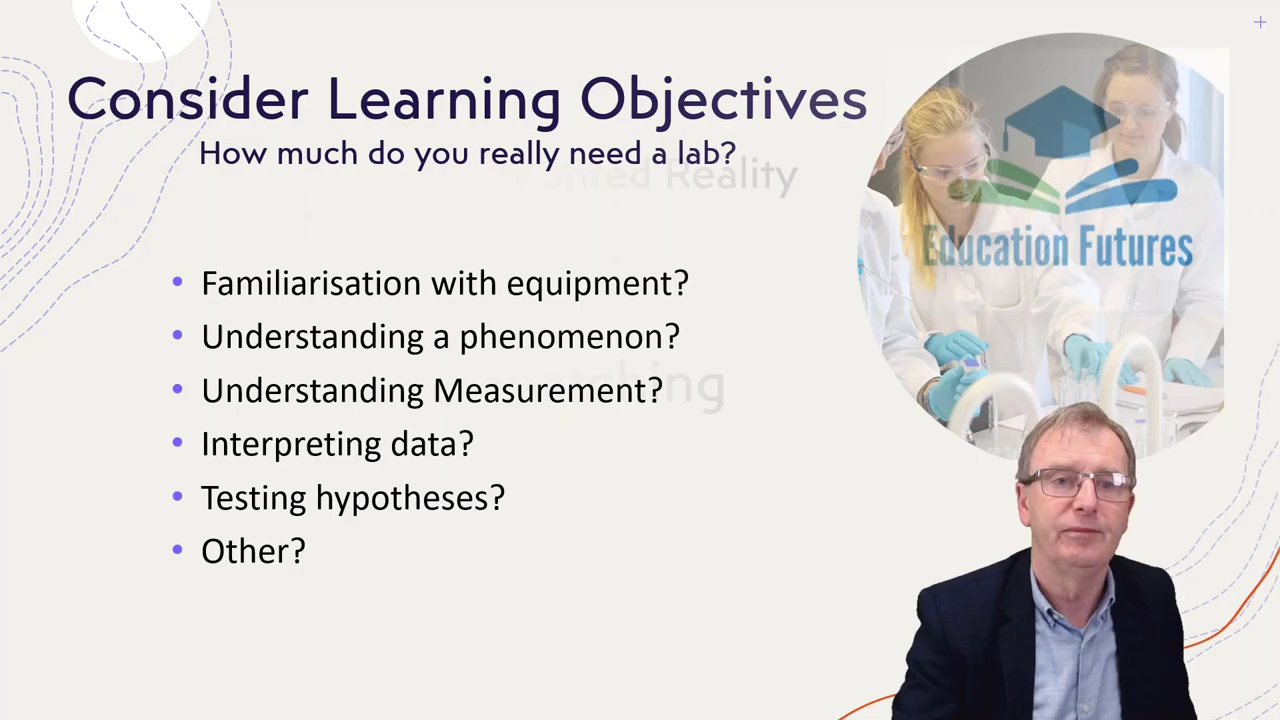 Consider Learning Objectives
How much do you really need a lab?
Reality
• Familiarisation with equipment?
• Understanding a phenomenon?
• Understanding Measurement?
• Interpreting data?
• Testing hypotheses?
• Other?
Education Futures